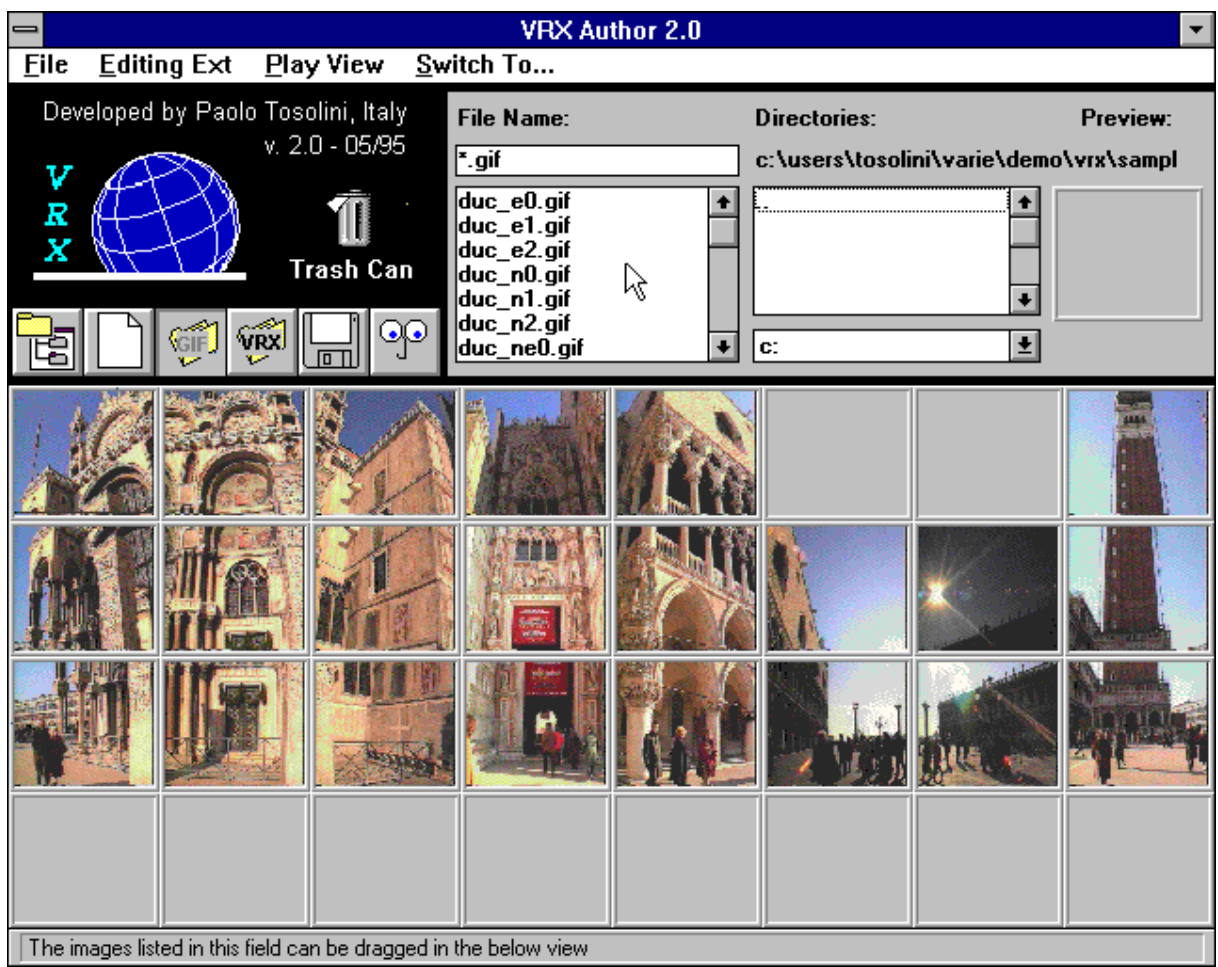 VRX Author 2.0
File Editing Ext Play View Switch To...
Developed by Paolo Tosolini, Italy
v. 2.0 - 05/95
V
R
X
Trash Can
GIF
VRX
File Name:
*.gif
duc_e0.gif
duc_e1.gif
duc_e2.gif
duc_n0.gif
duc_n1.gif
duc_n2.gif
duc_ne0.gif
Directories:
c:\users\tosolini\varie\demo\vrx\sampl
..
c:
Preview:
The images listed in this field can be dragged in the below view